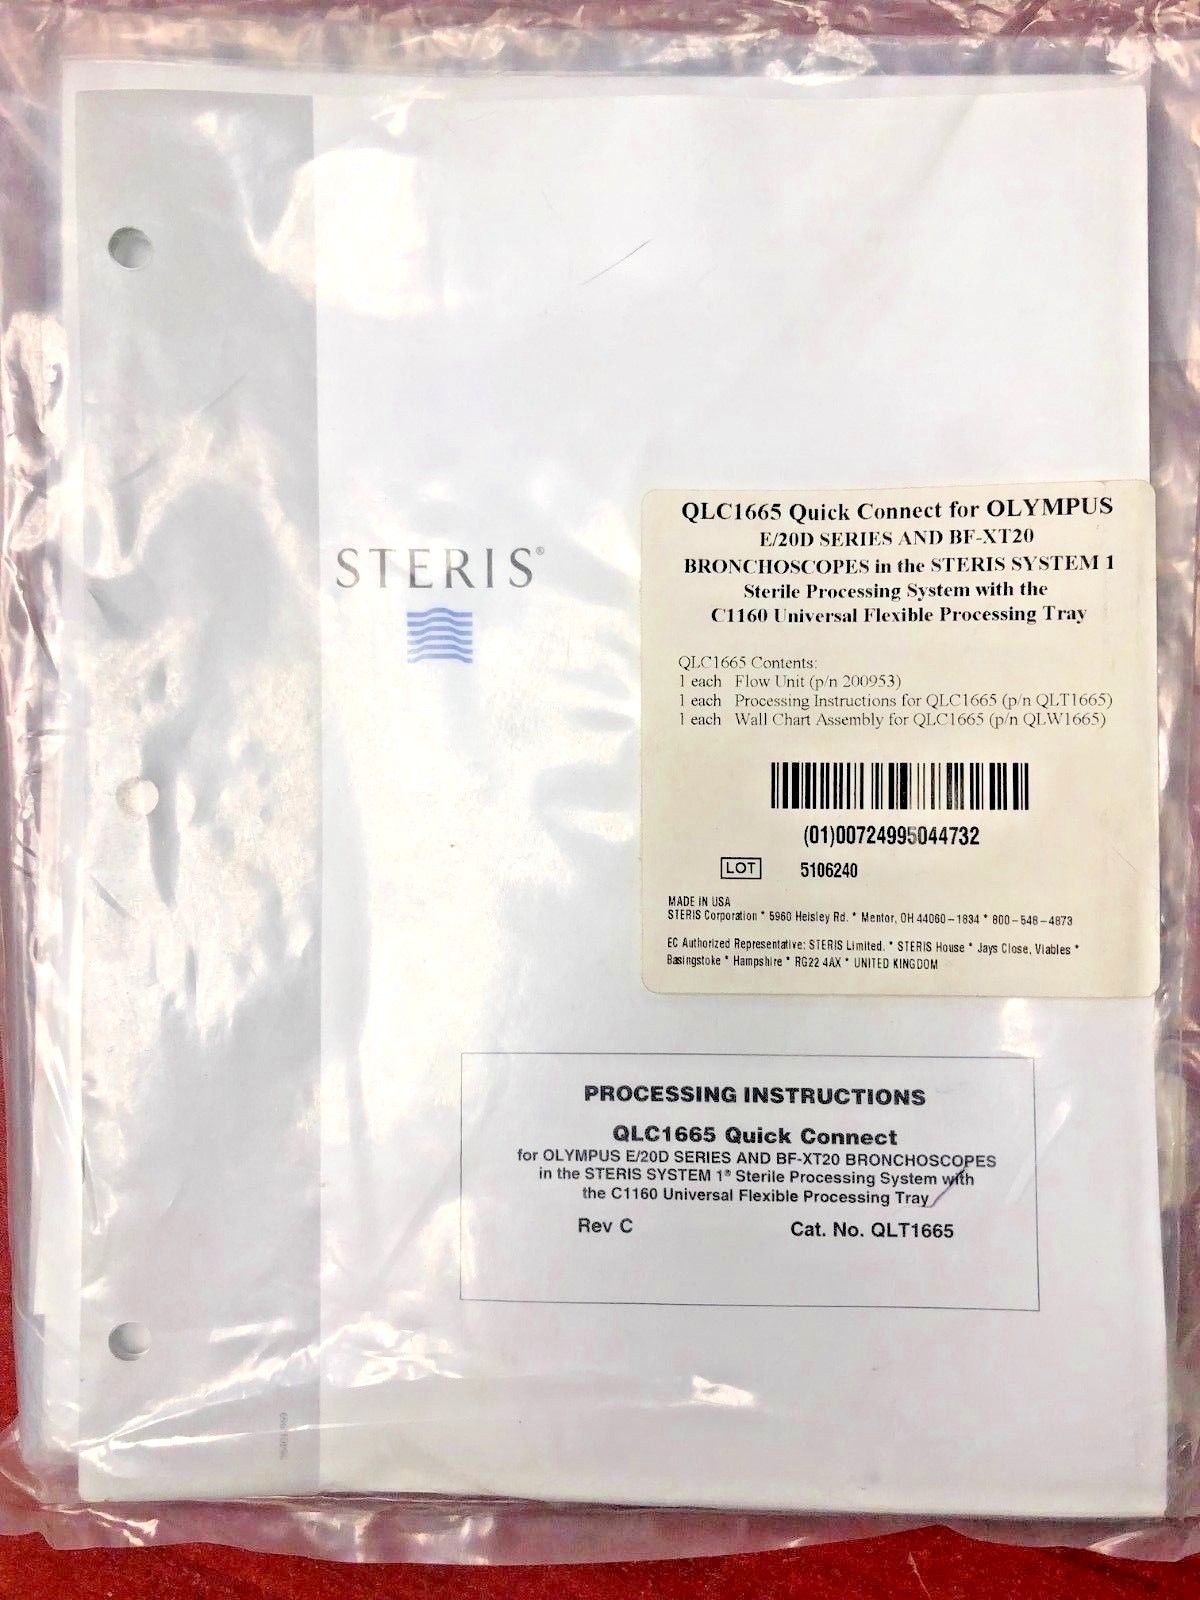 STERIS®
QLC1665 Quick Connect for OLYMPUS
E/20D SERIES AND BF-XT20
BRONCHOSCOPES in the STERIS SYSTEM 1
Sterile Processing System with the
C1160 Universal Flexible Processing Tray
QLC1665 Contents:
1 each Flow Unit (p/n 200953)
1 each Processing Instructions for QLC1665 (p/n QLT1665)
1 each Wall Chart Assembly for QLC1665 (p/n QLW1665)
(01)00724995044732
LOT 5106240
MADE IN USA
STERIS Corporation * 5960 Heisley Rd. * Mentor, OH 44060-1834 * 800-548-4873
EC Authorized Representative: STERIS Limited. * STERIS House * Jays Close, Viables *
Basingstoke * Hampshire * RG22 4AX * UNITED KINGDOM
PROCESSING INSTRUCTIONS
QLC1665 Quick Connect
for OLYMPUS E/20D SERIES AND BF-XT20 BRONCHOSCOPES
in the STERIS SYSTEM 1® Sterile Processing System with
the C1160 Universal Flexible Processing Tray
Rev C Cat. No. QLT1665